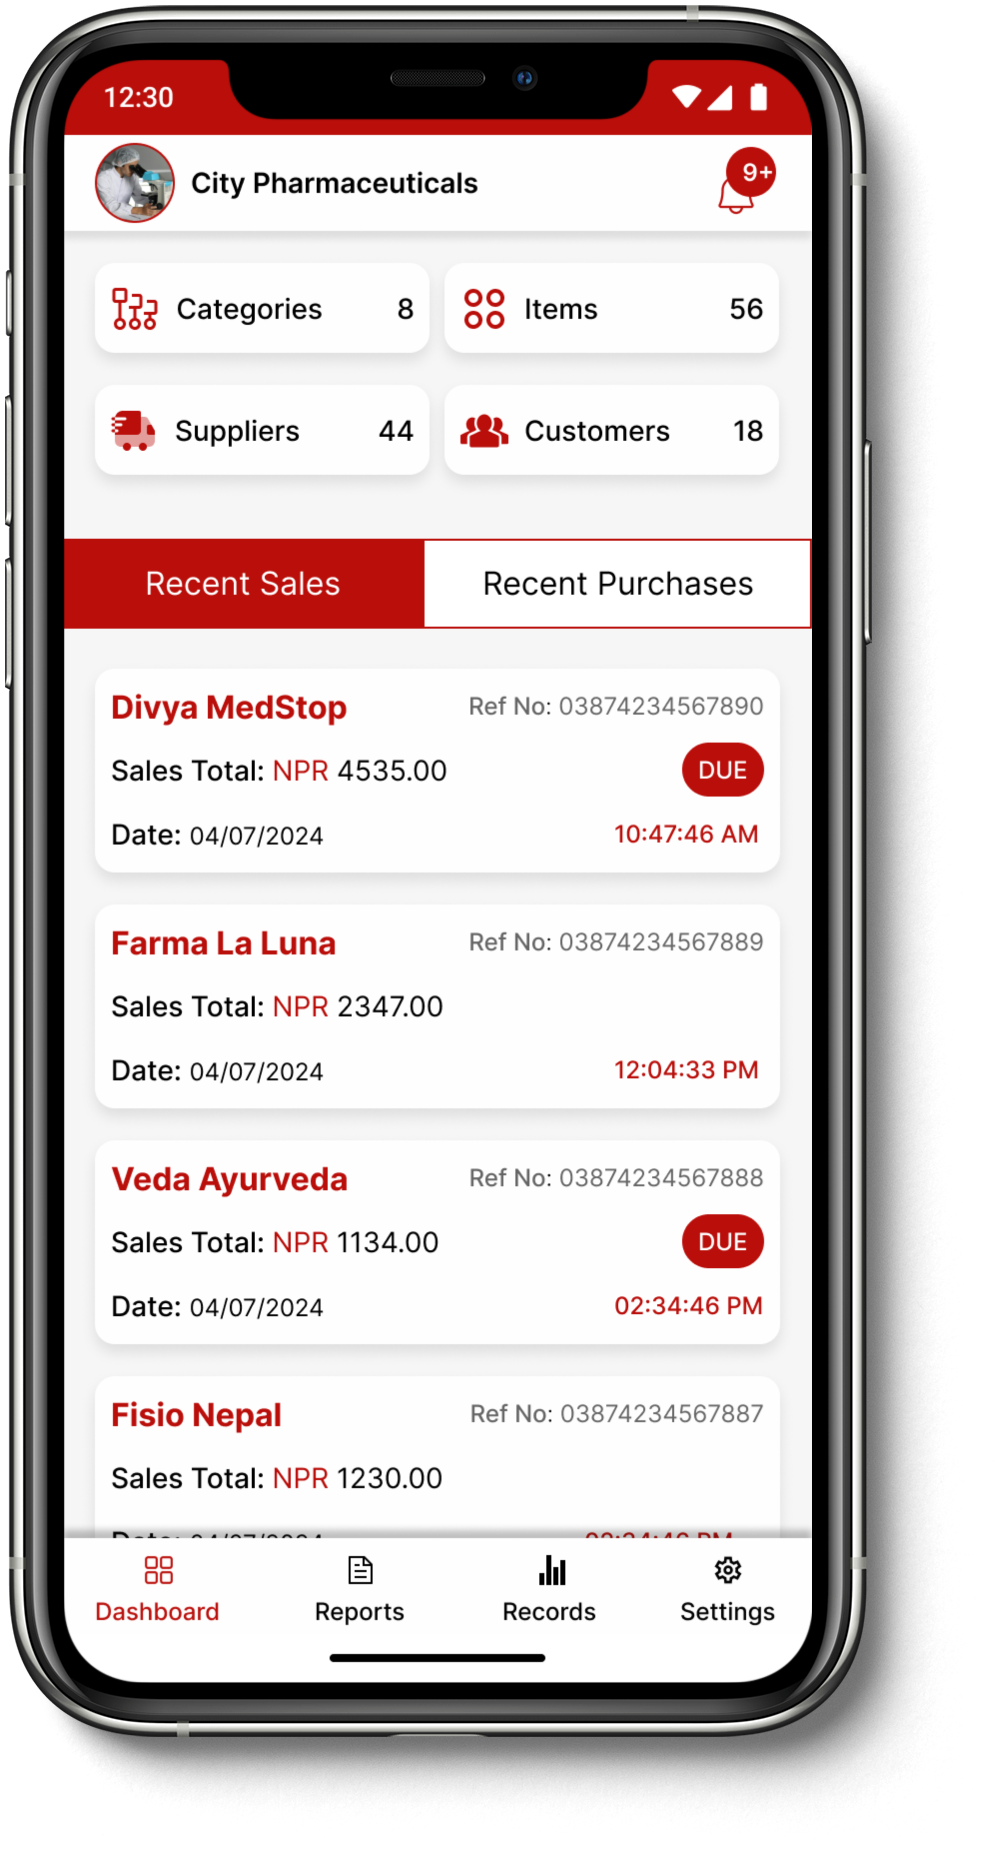 12:30
City Pharmaceuticals
9+
Categories 8
Items 56
Suppliers 44
Customers 18
Recent Sales
Recent Purchases
Divya MedStop
Ref No: 03874234567890
Sales Total: NPR 4535.00
DUE
Date: 04/07/2024
10:47:46 AM
Farma La Luna
Ref No: 03874234567889
Sales Total: NPR 2347.00
Date: 04/07/2024
12:04:33 PM
Veda Ayurveda
Ref No: 03874234567888
Sales Total: NPR 1134.00
DUE
Date: 04/07/2024
02:34:46 PM
Fisio Nepal
Ref No: 03874234567887
Sales Total: NPR 1230.00
Dashboard
Reports
Records
Settings